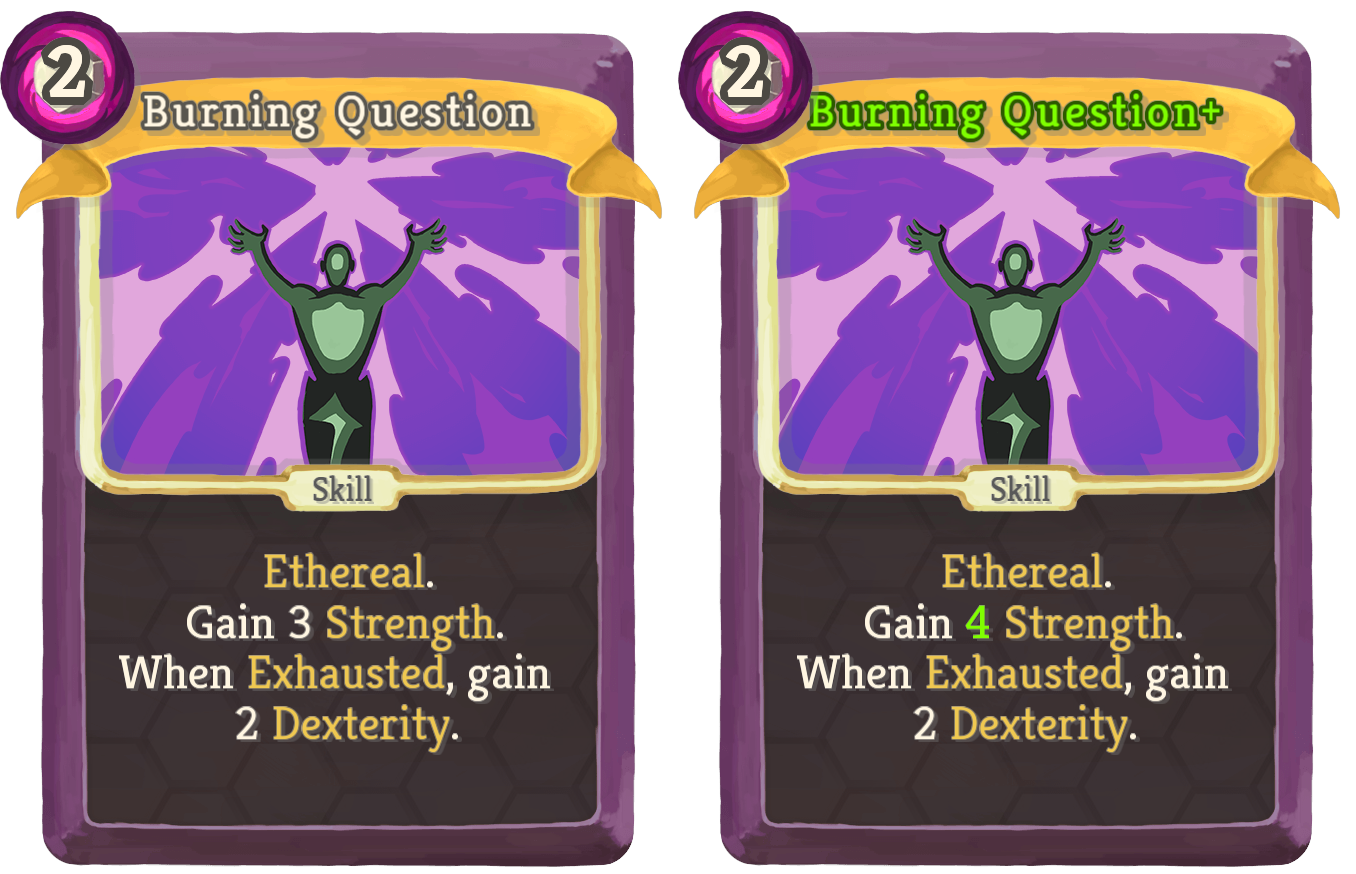 2
Burning Question
Skill
Ethereal.
Gain 3 Strength.
When Exhausted, gain
2 Dexterity.
2
Burning Question+
Skill
Ethereal.
Gain 4 Strength.
When Exhausted, gain
2 Dexterity.